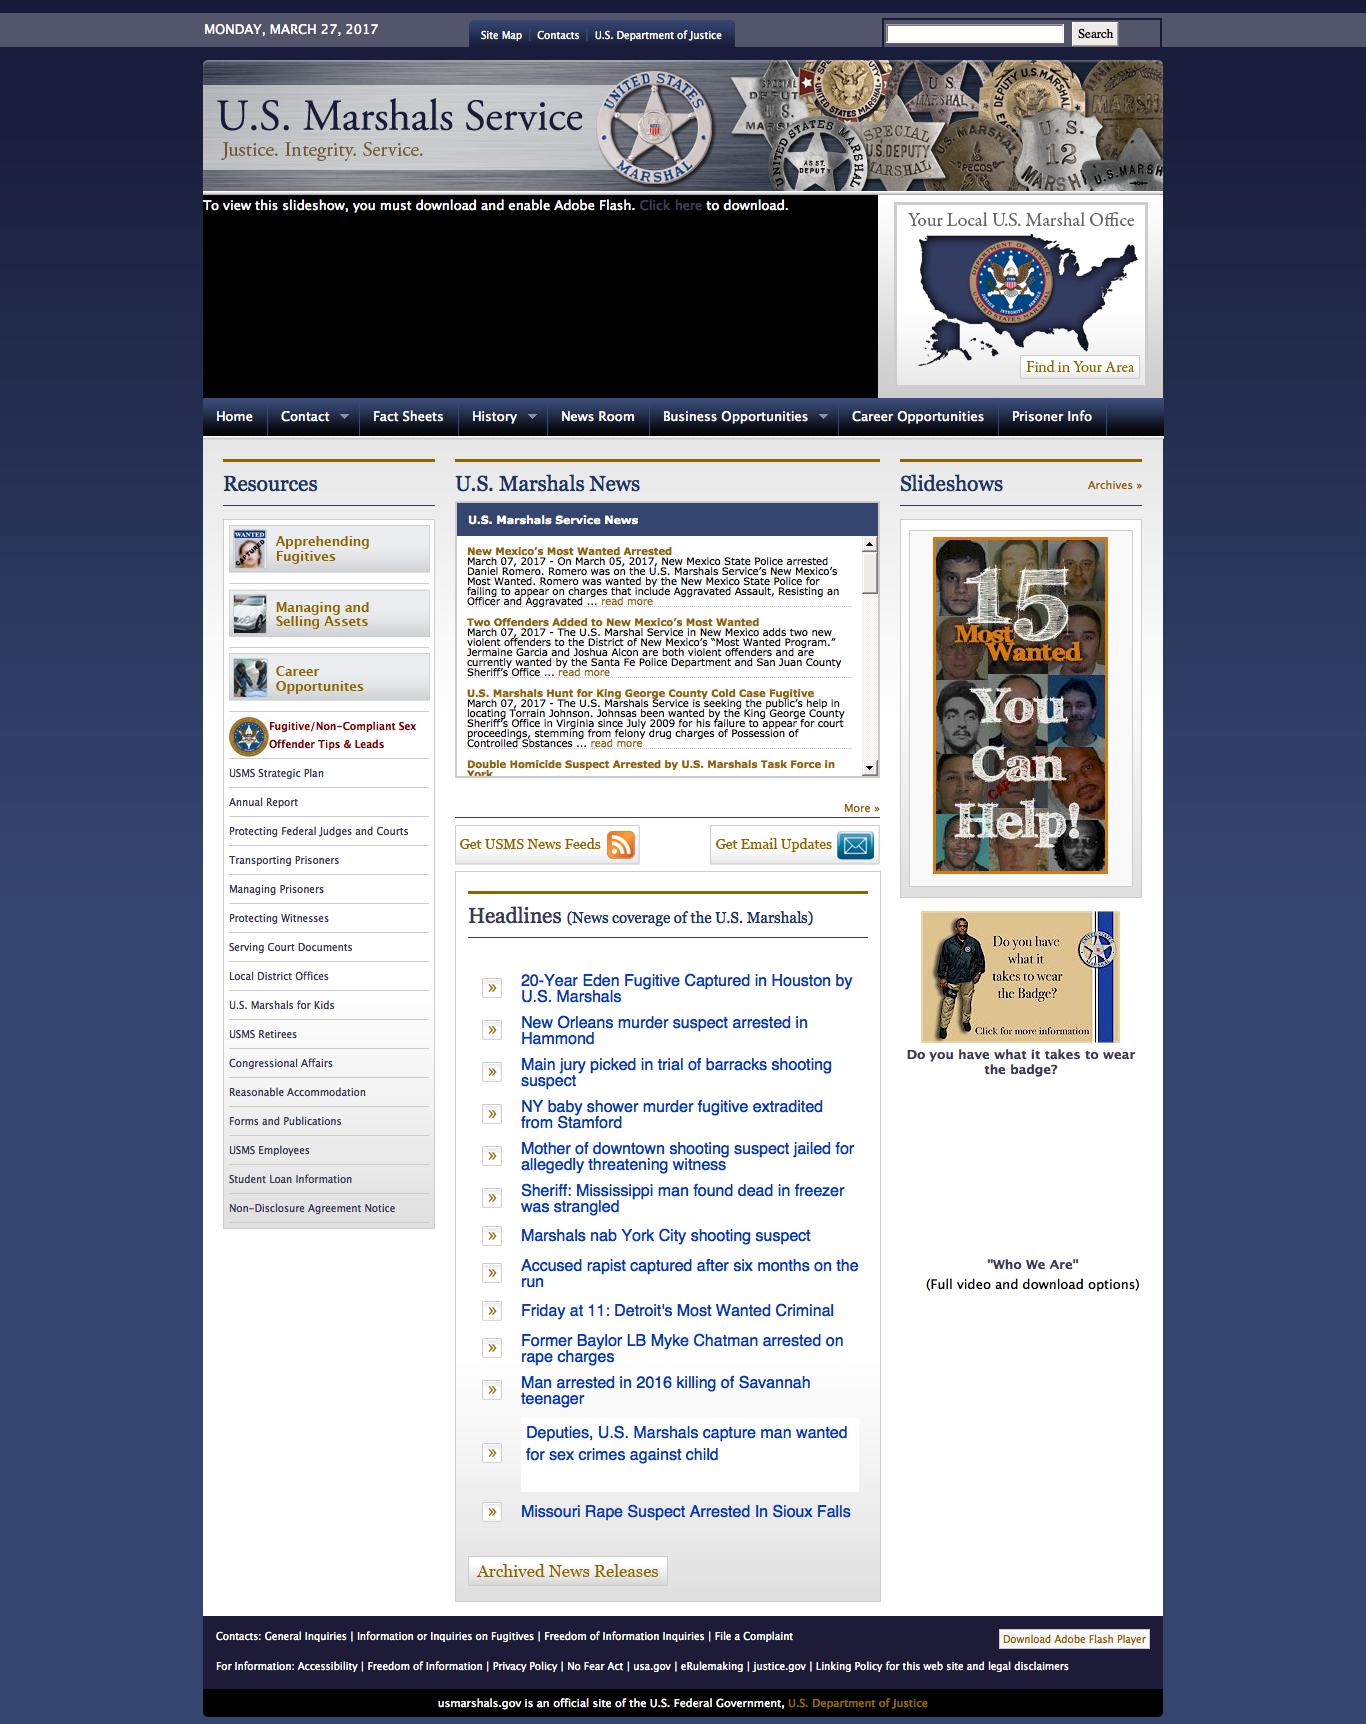 MONDAY, MARCH 27, 2017
Site Map
Contacts
U.S. Department of Justice
Search
U.S. Marshals Service
Justice. Integrity. Service.
UNITED STATES
MARSHAL
SPECIAL
DEPUTY
U.S.
MARSHAL
DEPUTY U.S. MARSHAL
UNITED STATES MARSHAL
ASST.
DEPUTY
SPECIAL
U.S. DEPUTY
MARSHAL
PECOS
U. S.
12
MARSHAL
To view this slideshow, you must download and enable Adobe Flash. Click here to download.
Your Local U.S. Marshal Office
Find in Your Area
Home
Contact
Fact Sheets
History
News Room
Business Opportunities
Career Opportunities
Prisoner Info
Resources
WANTED
CAPTURED
Apprehending
Fugitives
Managing and
Selling Assets
Career
Opportunites
Fugitive/Non-Compliant Sex
Offender Tips & Leads
USMS Strategic Plan
Annual Report
Protecting Federal Judges and Courts
Transporting Prisoners
Managing Prisoners
Protecting Witnesses
Serving Court Documents
Local District Offices
U.S. Marshals for Kids
USMS Retirees
Congressional Affairs
Reasonable Accommodation
Forms and Publications
USMS Employees
Student Loan Information
Non-Disclosure Agreement Notice
U.S. Marshals News
U.S. Marshals Service News
New Mexico's Most Wanted Arrested
March 07, 2017 - On March 05, 2017, New Mexico State Police arrested
Daniel Romero. Romero was on the U.S. Marshals Service's New Mexico's
Most Wanted. Romero was wanted by the New Mexico State Police for
failing to appear on charges that include Aggravated Assault, Resisting an
Officer and Aggravated ... read more
Two Offenders Added to New Mexico's Most Wanted
March 07, 2017 - The U.S. Marshal Service in New Mexico adds two new
violent offenders to the District of New Mexico's "Most Wanted Program."
Jermaine Garcia and Joshua Alcon are both violent offenders and are
currently wanted by the Santa Fe Police Department and San Juan County
Sheriff's Office ... read more
U.S. Marshals Hunt for King George County Cold Case Fugitive
March 07, 2017 - The U.S. Marshals Service is seeking the public's help in
locating Torrain Johnson. Johnsas been wanted by the King George County
Sheriff's Office in Virginia since July 2009 for his failure to appear for court
proceedings, stemming from felony drug charges of Possession of
Controlled Sbstances ... read more
Double Homicide Suspect Arrested by U.S. Marshals Task Force in
York
More »
Get USMS News Feeds
Get Email Updates
Headlines (News coverage of the U.S. Marshals)
» 20-Year Eden Fugitive Captured in Houston by
U.S. Marshals
» New Orleans murder suspect arrested in
Hammond
» Main jury picked in trial of barracks shooting
suspect
» NY baby shower murder fugitive extradited
from Stamford
» Mother of downtown shooting suspect jailed for
allegedly threatening witness
» Sheriff: Mississippi man found dead in freezer
was strangled
» Marshals nab York City shooting suspect
» Accused rapist captured after six months on the
run
» Friday at 11: Detroit's Most Wanted Criminal
» Former Baylor LB Myke Chatman arrested on
rape charges
» Man arrested in 2016 killing of Savannah
teenager
» Deputies, U.S. Marshals capture man wanted
for sex crimes against child
» Missouri Rape Suspect Arrested In Sioux Falls
Archived News Releases
Slideshows
Archives »
15
Most
Wanted
You
Can
Help!
Do you have
what it
takes to wear
the Badge?
Click for more information
Do you have what it takes to wear
the badge?
"Who We Are"
(Full video and download options)
Contacts: General Inquiries | Information or Inquiries on Fugitives | Freedom of Information Inquiries | File a Complaint
Download Adobe Flash Player
For Information: Accessibility | Freedom of Information | Privacy Policy | No Fear Act | usa.gov | eRulemaking | justice.gov | Linking Policy for this web site and legal disclaimers
usmarshals.gov is an official site of the U.S. Federal Government, U.S. Department of Justice